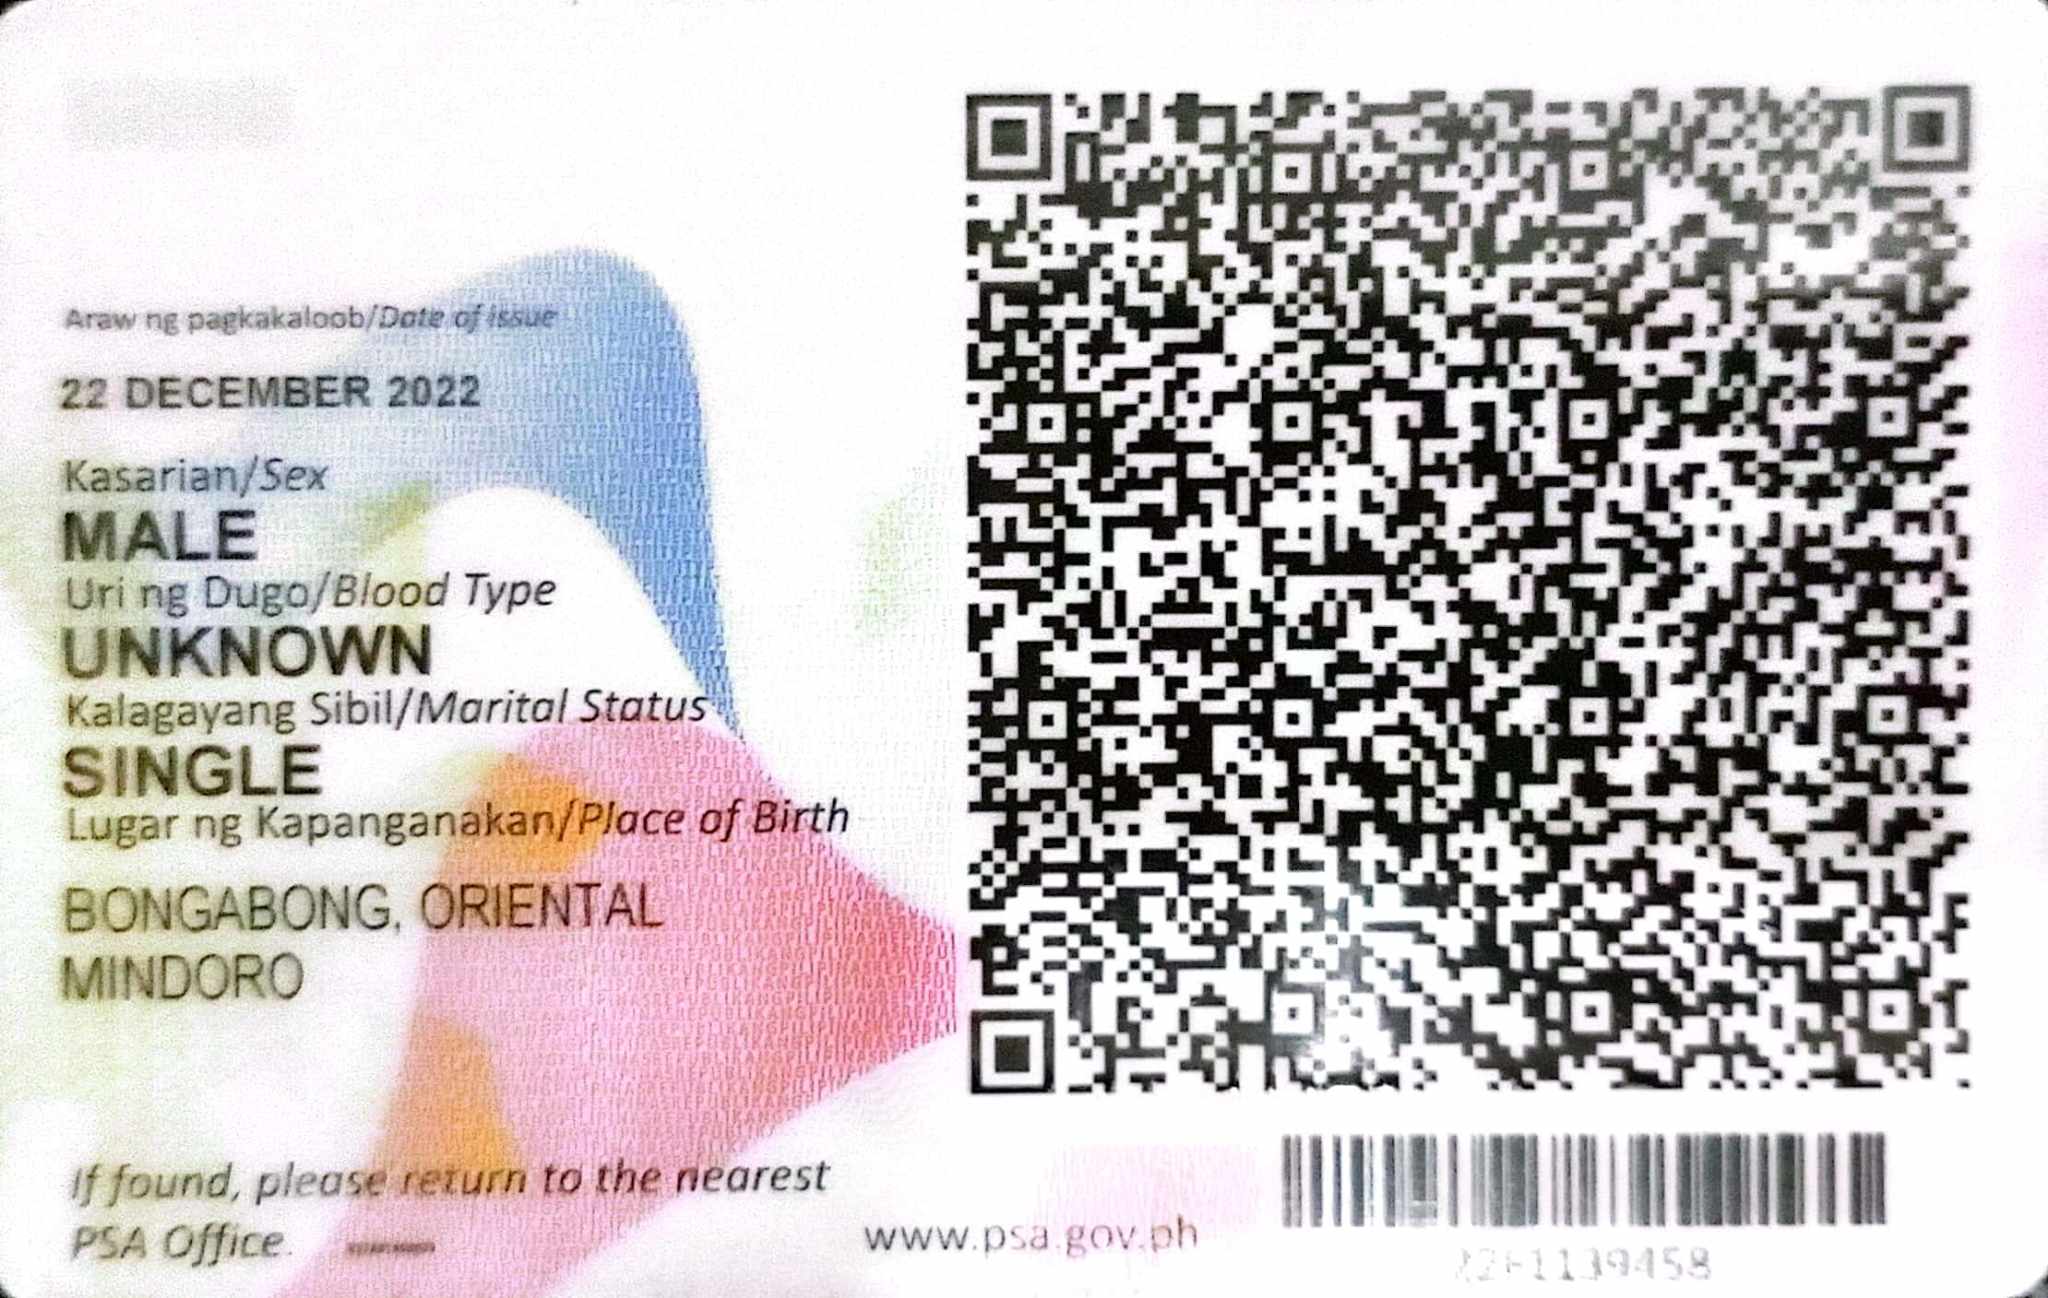 Araw ng pagkakaloob/Date of issue
22 DECEMBER 2022
Kasarian/Sex
MALE
Uri ng Dugo/Blood Type
UNKNOWN
Kalagayang Sibil/Marital Status
SINGLE
Lugar ng Kapanganakan/Place of Birth
BONGABONG, ORIENTAL
MINDORO
If found, please return to the nearest
PSA Office.
www.psa.gov.ph